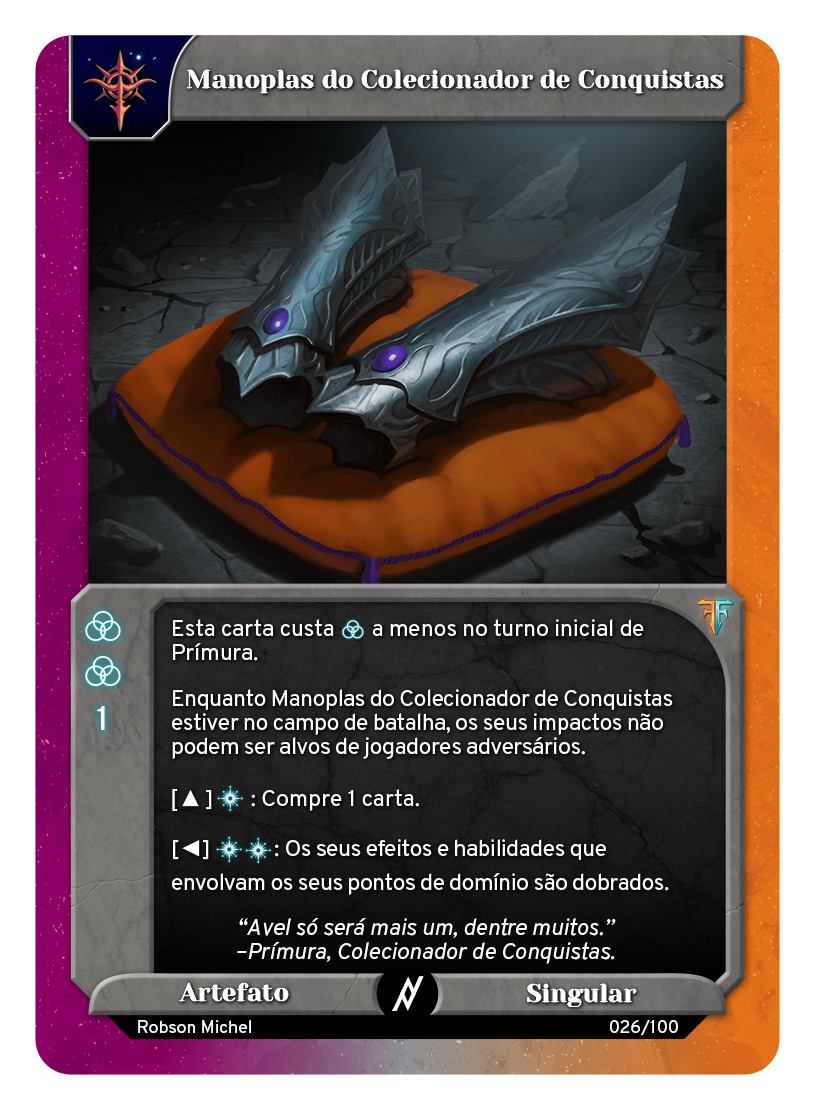 Manoplas do Colecionador de Conquistas
Esta carta custa a menos no turno inicial de
Prímura.
1
Enquanto Manoplas do Colecionador de Conquistas
estiver no campo de batalha, os seus impactos não
podem ser alvos de jogadores adversários.
[▲] : Compre 1 carta.
[◀] : Os seus efeitos e habilidades que
envolvam os seus pontos de domínio são dobrados.
“Avel só será mais um, dentre muitos.”
–Prímura, Colecionador de Conquistas.
Artefato
Singular
Robson Michel
026/100